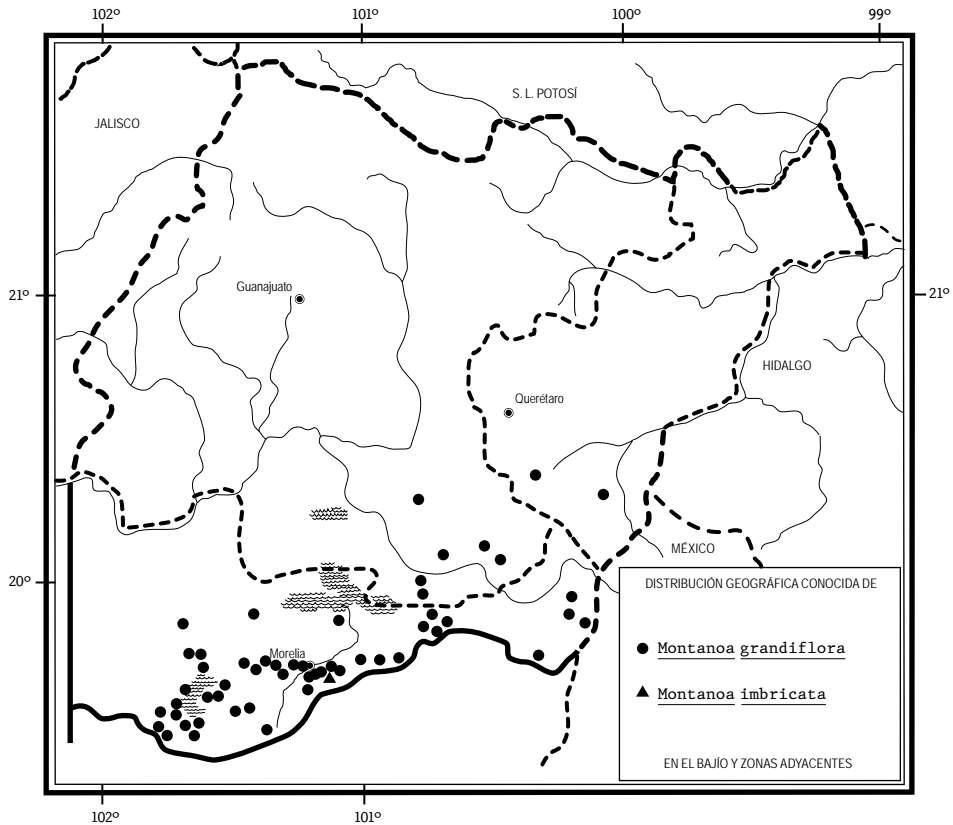 102º 101º 100º 99º
S. L. POTOSÍ
JALISCO
Guanajuato
21º 21º
HIDALGO
Querétaro
MÉXICO
20º
DISTRIBUCIÓN GEOGRÁFICA CONOCIDA DE
Morelia
Montanoa grandiflora
Montanoa imbricata
EN EL BAJÍO Y ZONAS ADYACENTES
102º 101º